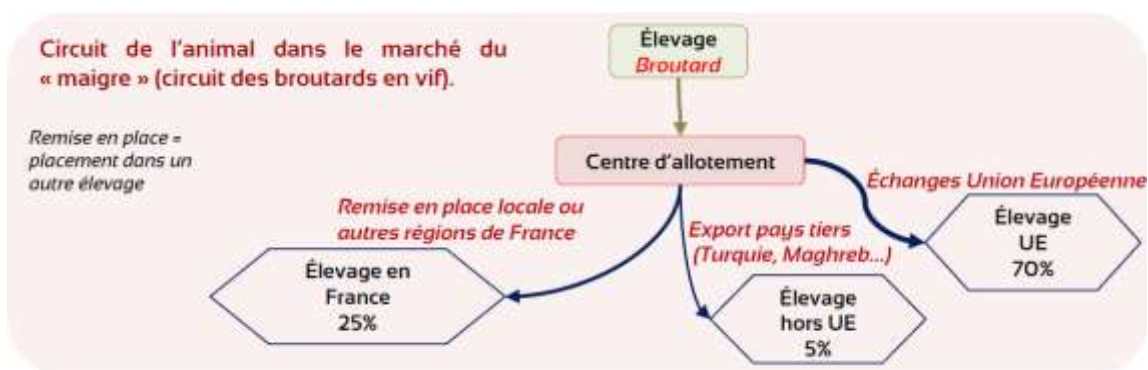 Circuit de l'animal dans le marché du
« maigre » (circuit des broutards en vif).
Élevage
Broutard
Remise en place =
placement dans un
autre élevage
Centre d'allotement
Échanges Union Européenne
Remise en place locale ou
autres régions de France
Export pays tiers
(Turquie, Maghreb...)
Élevage
UE
70%
Élevage en
France
25%
Élevage
hors UE
5%